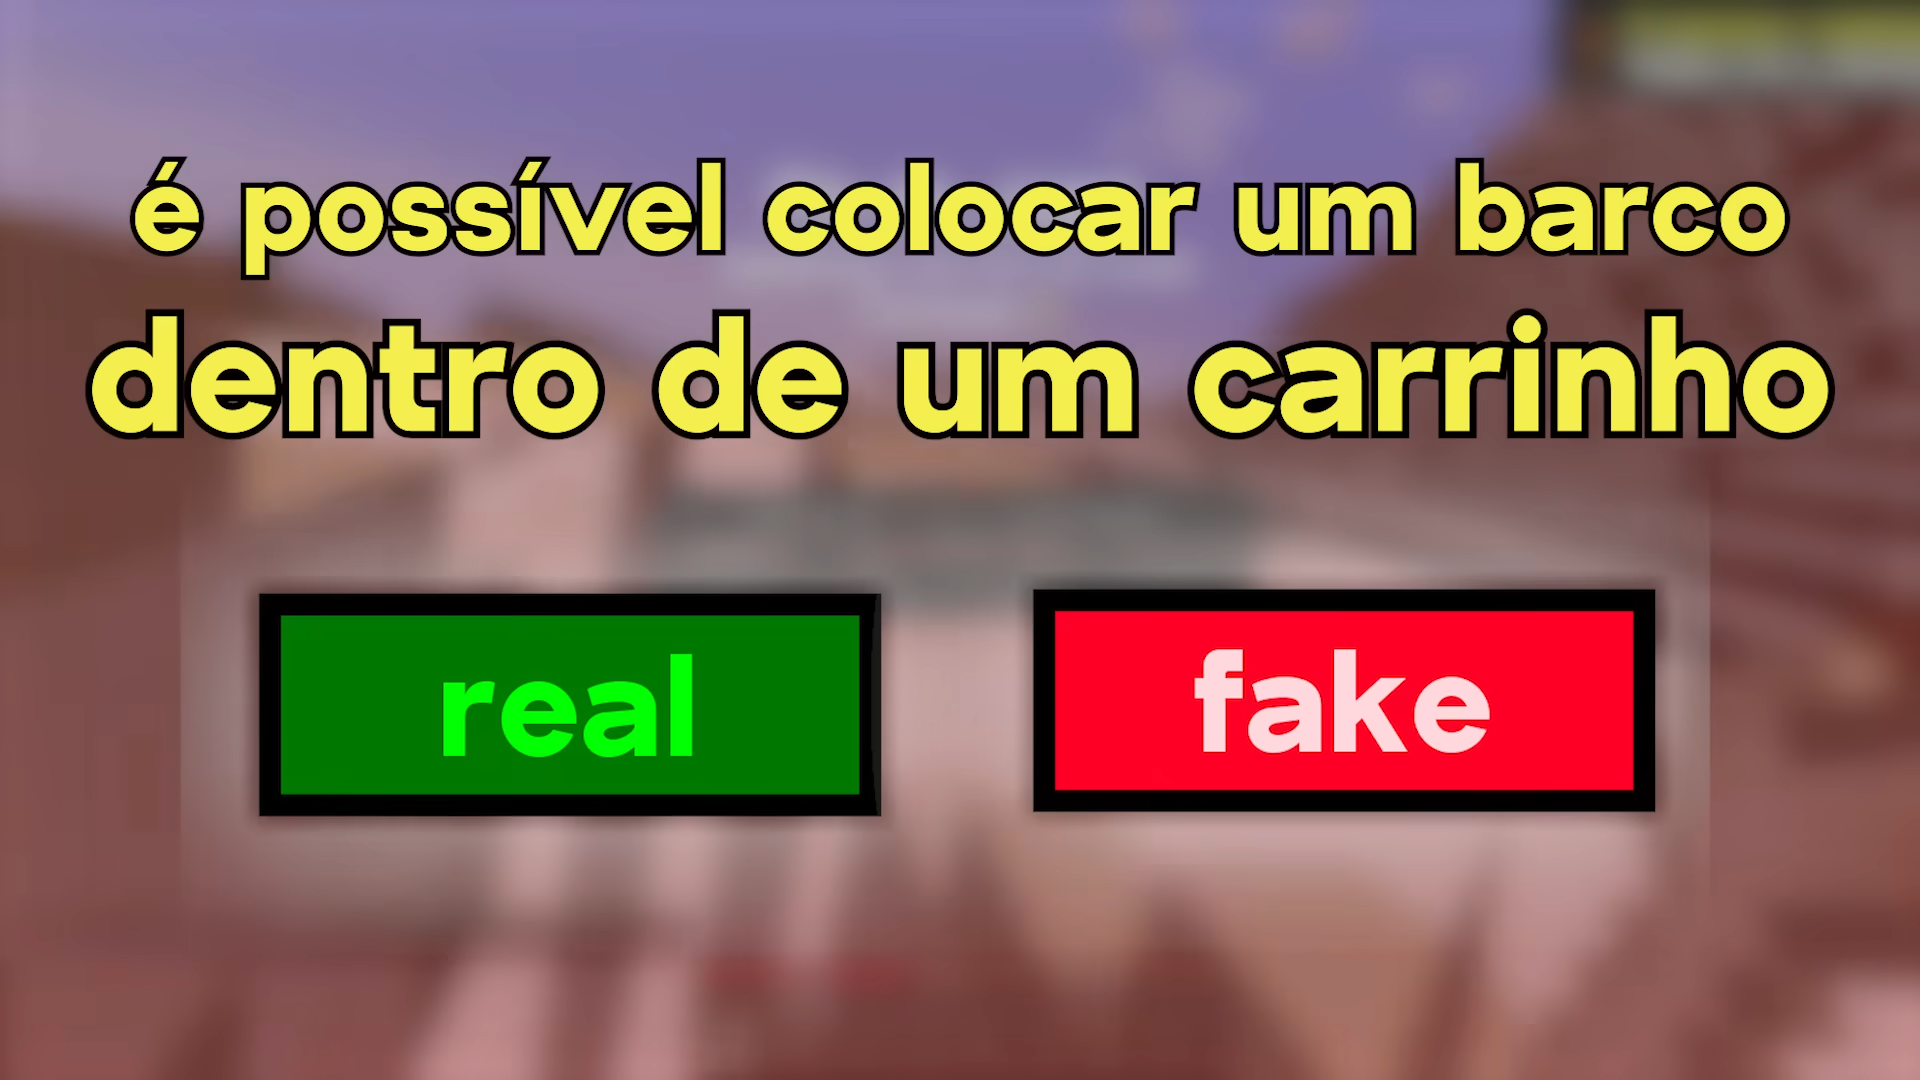 é possível colocar um barco
dentro de um carrinho
real
fake